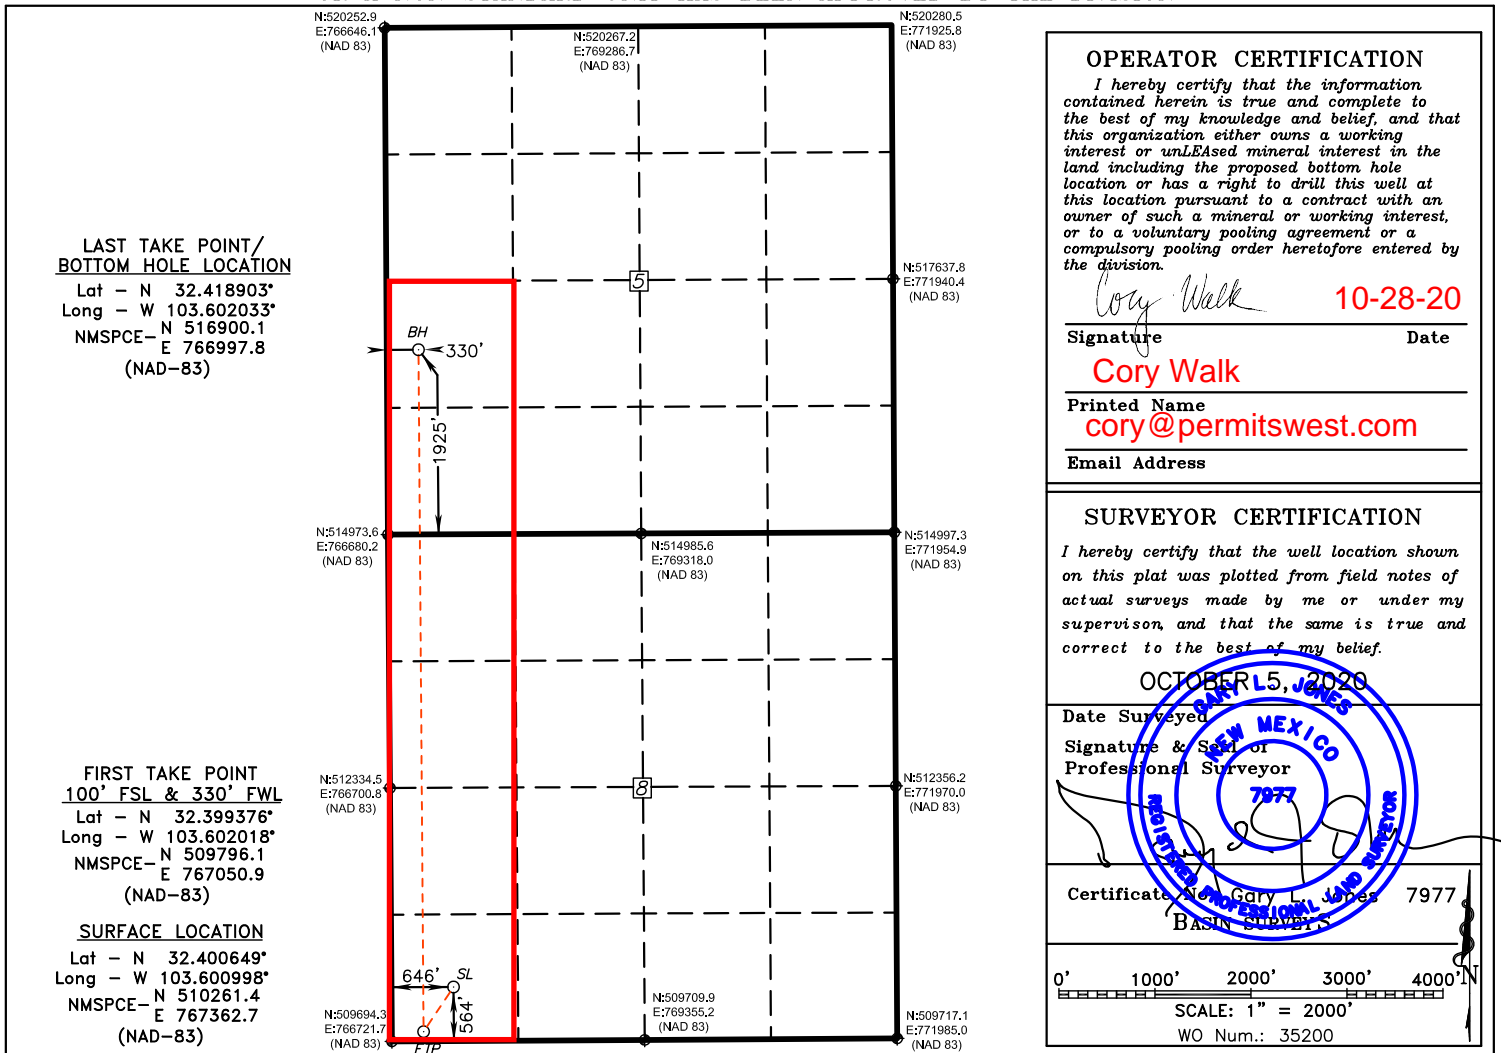 N:520252.9
E:766646.1
(NAD 83)
N:520267.2
E:769286.7
(NAD 83)
N:520280.5
E:771925.8
(NAD 83)
LAST TAKE POINT/
BOTTOM HOLE LOCATION
Lat - N 32.418903°
Long - W 103.602033°
NMSPCE- N 516900.1
E 766997.8
(NAD-83)
5
N:517637.8
E:771940.4
(NAD 83)
BH
330'
1925'
N:514973.6
E:766680.2
(NAD 83)
N:514985.6
E:769318.0
(NAD 83)
N:514997.3
E:771954.9
(NAD 83)
FIRST TAKE POINT
100' FSL & 330' FWL
Lat - N 32.399376°
Long - W 103.602018°
NMSPCE- N 509796.1
E 767050.9
(NAD-83)
N:512334.5
E:766700.8
(NAD 83)
8
N:512356.2
E:771970.0
(NAD 83)
SURFACE LOCATION
Lat - N 32.400649°
Long - W 103.600998°
NMSPCE- N 510261.4
E 767362.7
(NAD-83)
646'
SL
564'
FTP
N:509694.3
E:766721.7
(NAD 83)
N:509709.9
E:769355.2
(NAD 83)
N:509717.1
E:771985.0
(NAD 83)
OPERATOR CERTIFICATION
I hereby certify that the information
contained herein is true and complete to
the best of my knowledge and belief, and that
this organization either owns a working
interest or unLEAsed mineral interest in the
land including the proposed bottom hole
location or has a right to drill this well at
this location pursuant to a contract with an
owner of such a mineral or working interest,
or to a voluntary pooling agreement or a
compulsory pooling order heretofore entered by
the division.
Cory Walk 10-28-20
Signature Date
Cory Walk
Printed Name
cory@permitswest.com
Email Address
SURVEYOR CERTIFICATION
I hereby certify that the well location shown
on this plat was plotted from field notes of
actual surveys made by me or under my
supervison, and that the same is true and
correct to the best of my belief.
OCTOBER 5, 2020
Date Surveyed
Signature & Seal of
Professional Surveyor
GARY L. JONES
NEW MEXICO
7977
REGISTERED PROFESSIONAL LAND SURVEYOR
Certificate No. Gary L. Jones 7977
BASIN SURVEYS
0' 1000' 2000' 3000' 4000'
N
SCALE: 1" = 2000'
WO Num.: 35200